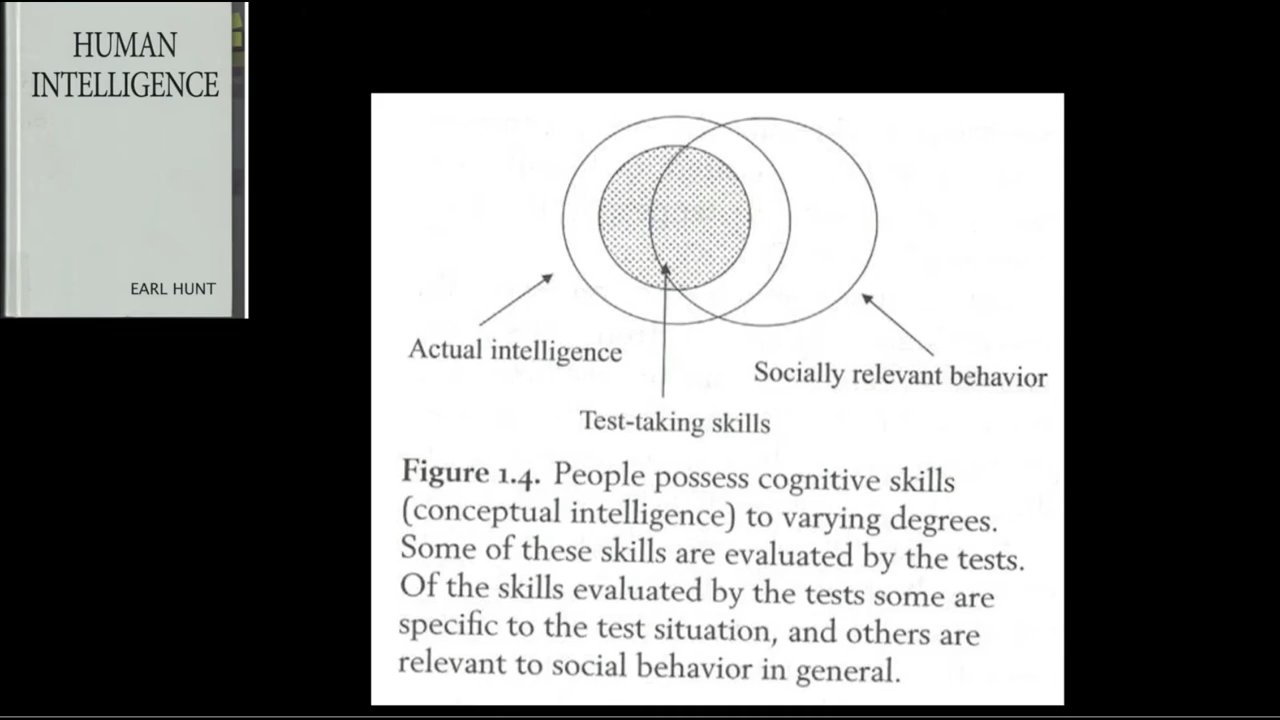 HUMAN
INTELLIGENCE
EARL HUNT
Actual intelligence
Socially relevant behavior
Test-taking skills
Figure 1.4. People possess cognitive skills
(conceptual intelligence) to varying degrees.
Some of these skills are evaluated by the tests.
Of the skills evaluated by the tests some are
specific to the test situation, and others are
relevant to social behavior in general.